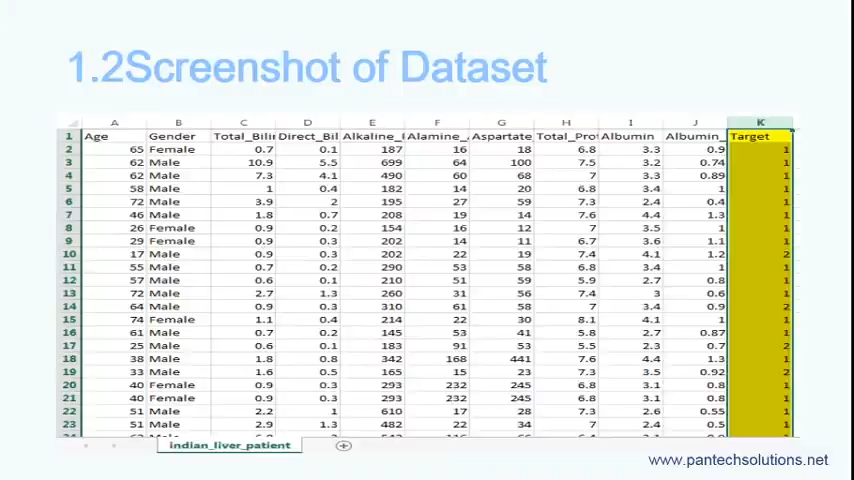 1.2Screenshot of Dataset
A B C D E F G H I J K
1 Age Gender Total_Bilir Direct_Bil Alkaline_ Alamine_ Aspartate Total_Prot Albumin Albumin_ Target
2 65 Female 0.7 0.1 187 16 18 6.8 3.3 0.9 1
3 62 Male 10.9 5.5 699 64 100 7.5 3.2 0.74 1
4 62 Male 7.3 4.1 490 60 68 7 3.3 0.89 1
5 58 Male 1 0.4 182 14 20 6.8 3.4 1 1
6 72 Male 3.9 2 195 27 59 7.3 2.4 0.4 1
7 46 Male 1.8 0.7 208 19 14 7.6 4.4 1.3 1
8 26 Female 0.9 0.2 154 16 12 7 3.5 1 1
9 29 Female 0.9 0.3 202 14 11 6.7 3.6 1.1 1
10 17 Male 0.9 0.3 202 22 19 7.4 4.1 1.2 2
11 55 Male 0.7 0.2 290 53 58 6.8 3.4 1 1
12 57 Male 0.6 0.1 210 51 59 5.9 2.7 0.8 1
13 72 Male 2.7 1.3 260 31 56 7.4 3 0.6 1
14 64 Male 0.9 0.3 310 61 58 7 3.4 0.9 2
15 74 Female 1.1 0.4 214 22 30 8.1 4.1 1 1
16 61 Male 0.7 0.2 145 53 41 5.8 2.7 0.87 1
17 25 Male 0.6 0.1 183 91 53 5.5 2.3 0.7 2
18 38 Male 1.8 0.8 342 168 441 7.6 4.4 1.3 1
19 33 Male 1.6 0.5 165 15 23 7.3 3.5 0.92 2
20 40 Female 0.9 0.3 293 232 245 6.8 3.1 0.8 1
21 40 Female 0.9 0.3 293 232 245 6.8 3.1 0.8 1
22 51 Male 2.2 1 610 17 28 7.3 2.6 0.55 1
23 51 Male 2.9 1.3 482 22 34 7 2.4 0.5 1
indian_liver_patient
www.pantechsolutions.net